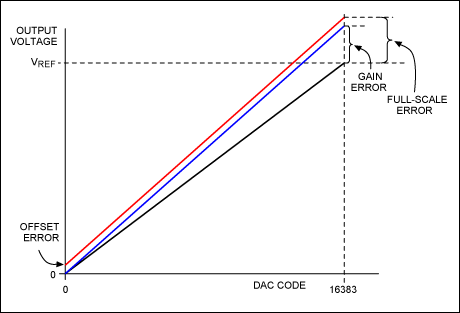 OUTPUT
VOLTAGE
VREF
GAIN
ERROR
FULL-SCALE
ERROR
OFFSET
ERROR
0
0
DAC CODE
16383